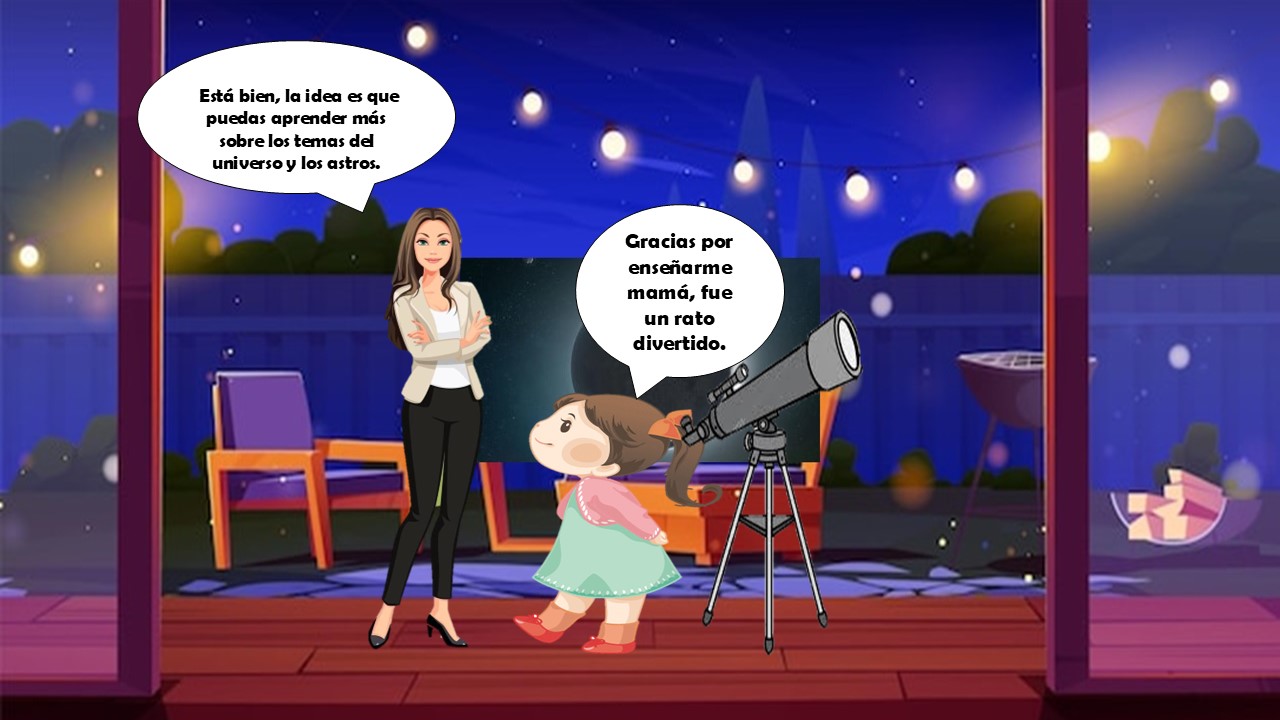 Está bien, la idea es que
puedas aprender más
sobre los temas del
universo y los astros.
Gracias por
enseñarme
mamá, fue
un rato
divertido.